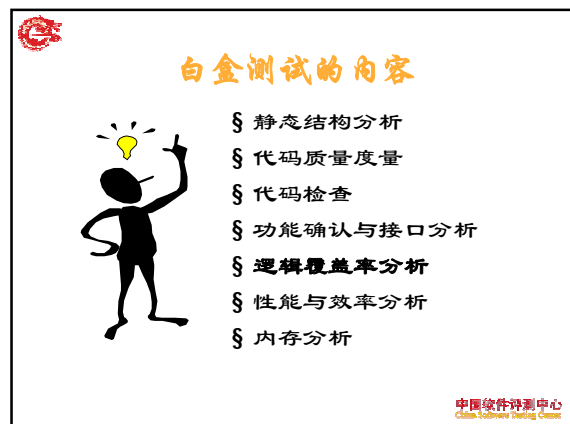 白盒测试的内容
§ 静态结构分析
§ 代码质量度量
§ 代码检查
§ 功能确认与接口分析
§ 逻辑覆盖率分析
§ 性能与效率分析
§ 内存分析
中国软件评测中心
China Software Testing Center